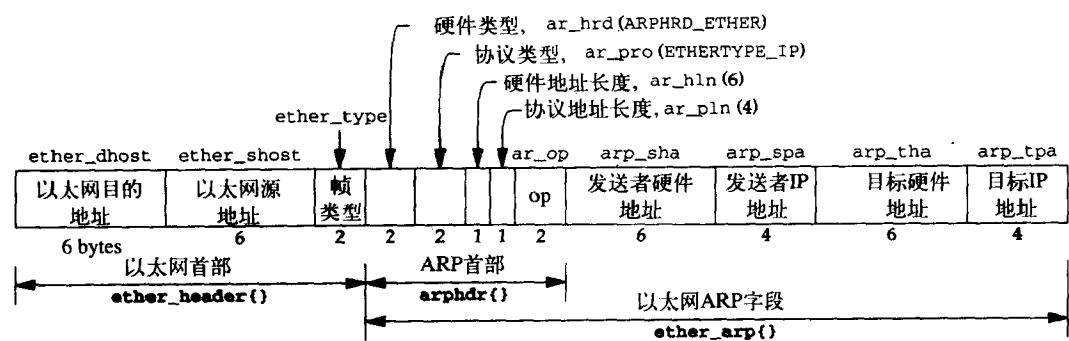 硬件类型, ar_hrd(ARPHRD_ETHER)
协议类型, ar_pro(ETHERTYPE_IP)
硬件地址长度, ar_hln(6)
协议地址长度, ar_pln(4)
ether_type
ether_dhost ether_shost ar_op arp_sha arp_spa arp_tha arp_tpa
以太网目的 以太网源 帧 发送者硬件 发送者IP 目标硬件 目标IP
地址 地址 类型 op 地址 地址 地址 地址
6 bytes 6 2 2 2 1 1 2 6 4 6 4
以太网首部 ARP首部
ether_header{} arphdr{}
以太网ARP字段
ether_arp{}